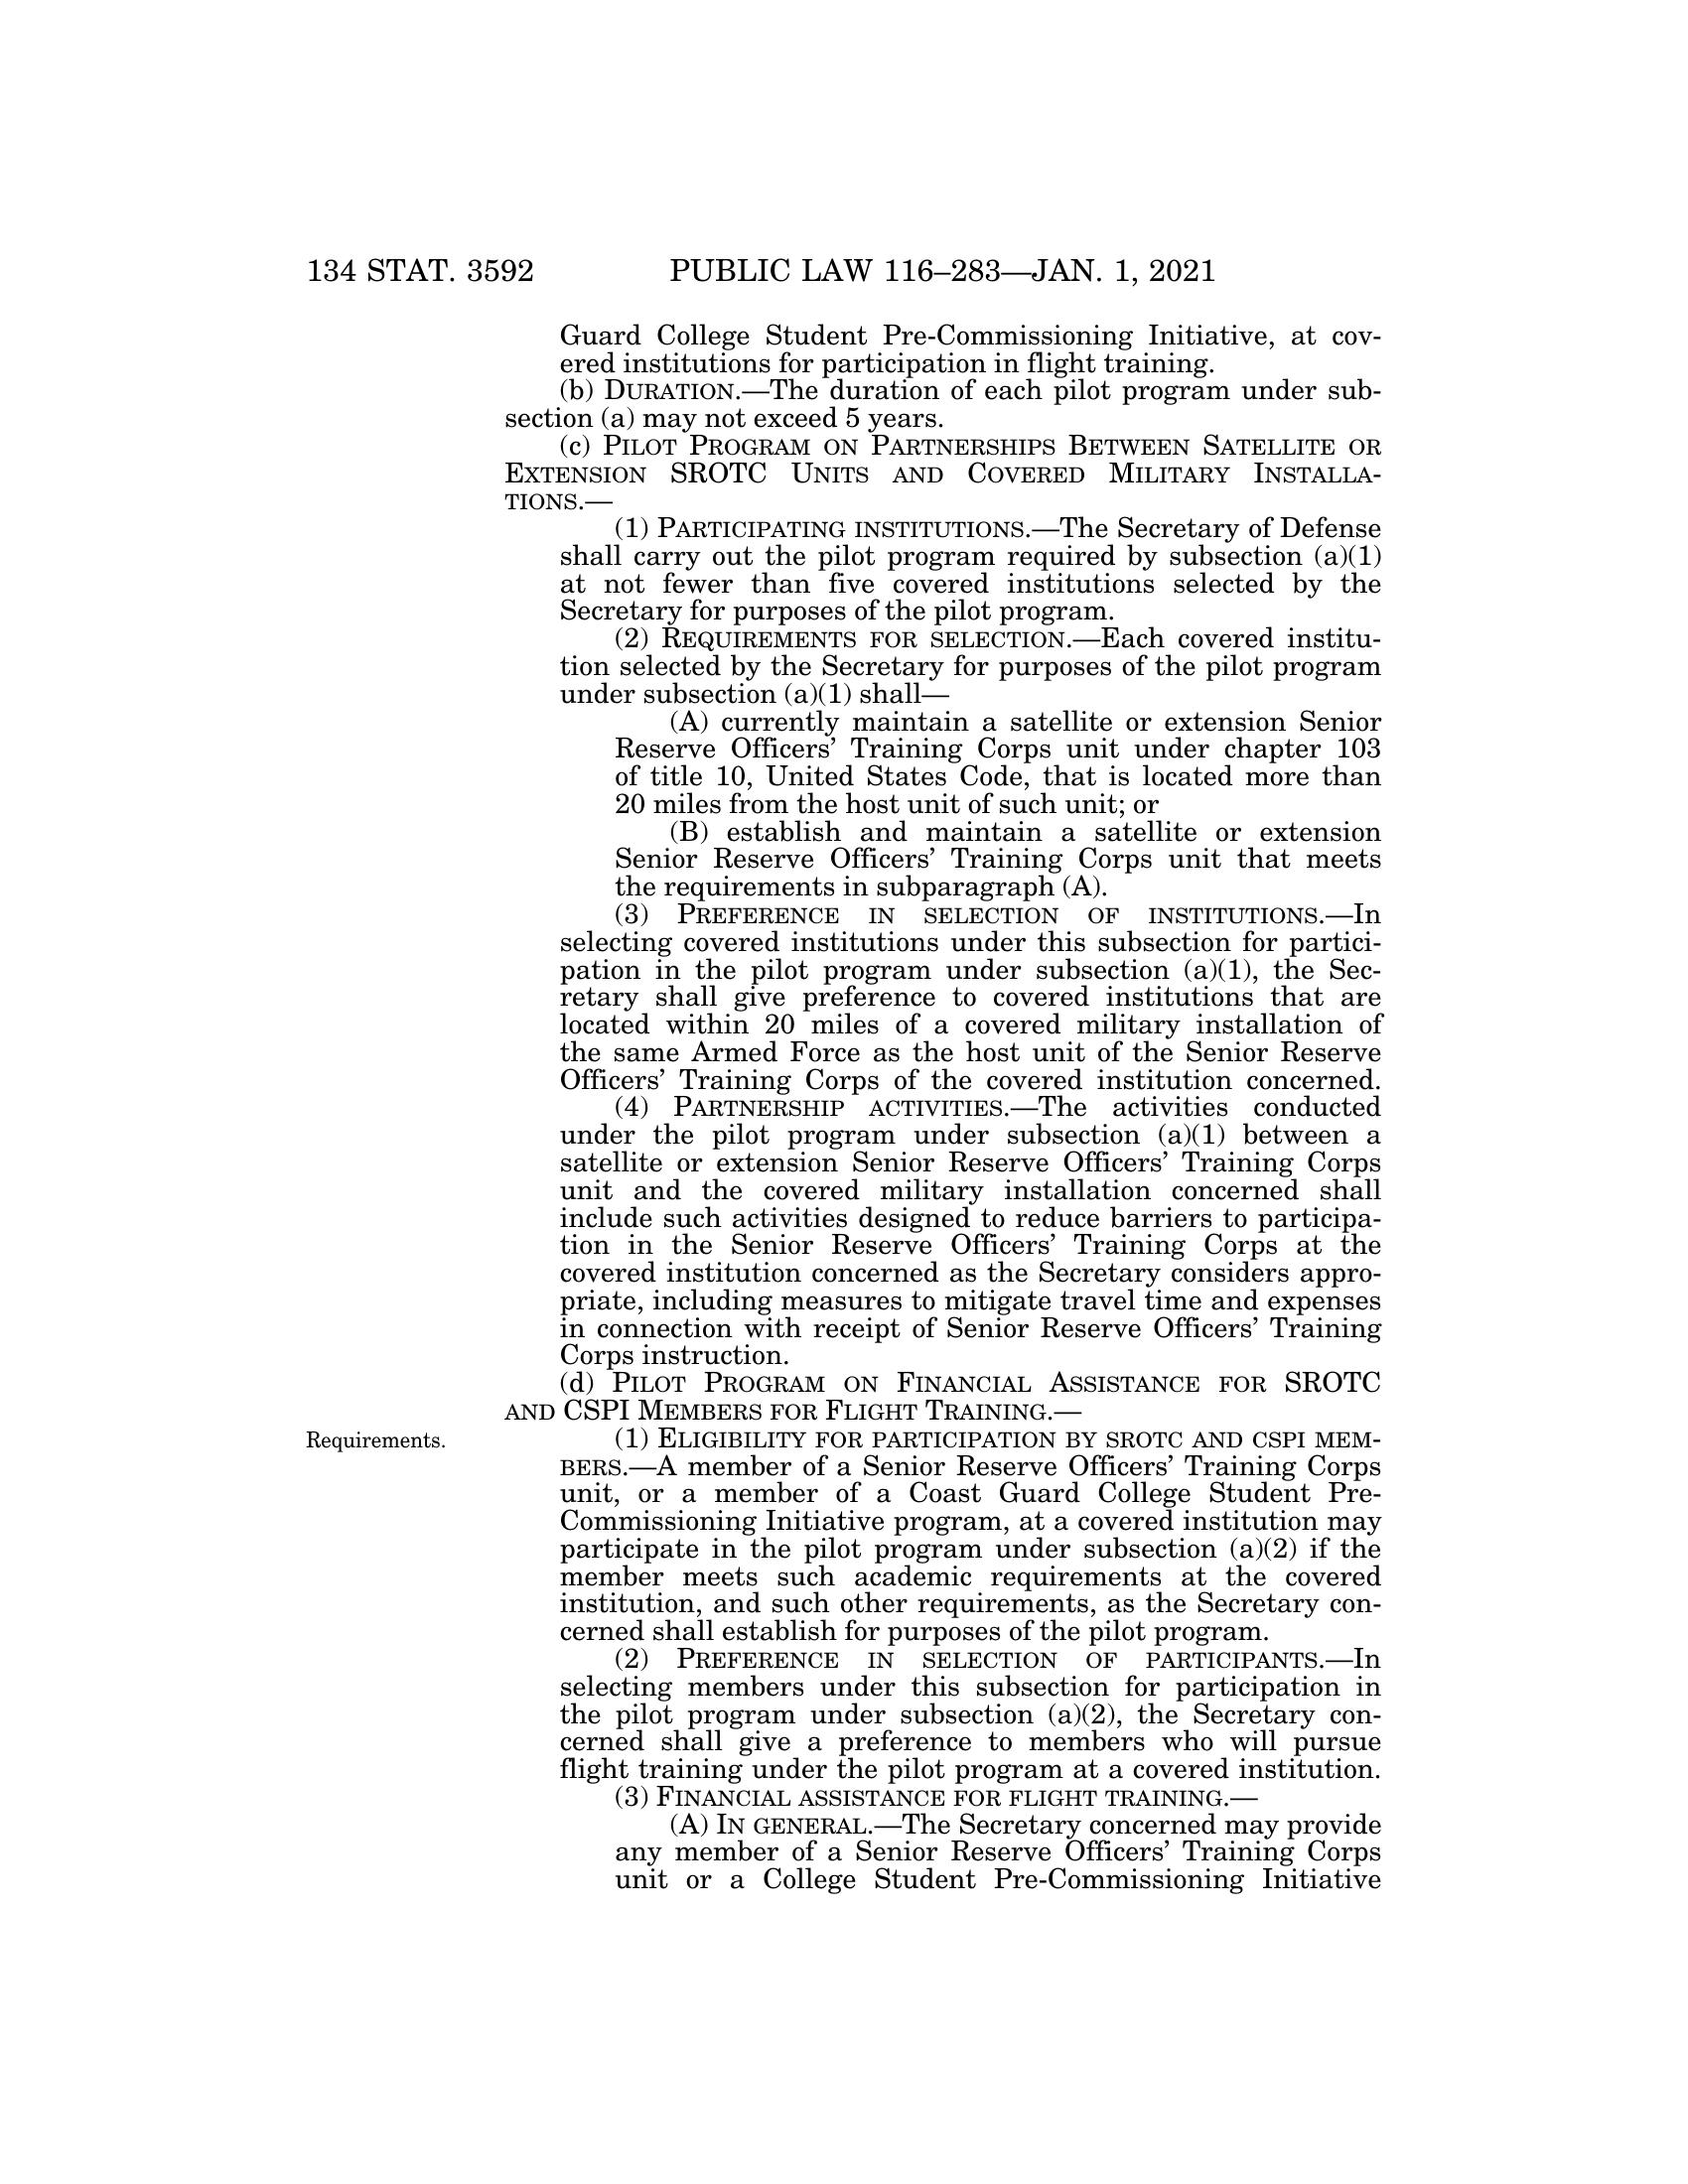 134 STAT. 3592 PUBLIC LAW 116–283—JAN. 1, 2021
Guard College Student Pre-Commissioning Initiative, at cov-
ered institutions for participation in flight training.
(b) DURATION.—The duration of each pilot program under sub-
section (a) may not exceed 5 years.
(c) PILOT PROGRAM ON PARTNERSHIPS BETWEEN SATELLITE OR
EXTENSION SROTC UNITS AND COVERED MILITARY INSTALLA-
TIONS.—
(1) PARTICIPATING INSTITUTIONS.—The Secretary of Defense
shall carry out the pilot program required by subsection (a)(1)
at not fewer than five covered institutions selected by the
Secretary for purposes of the pilot program.
(2) REQUIREMENTS FOR SELECTION.—Each covered institu-
tion selected by the Secretary for purposes of the pilot program
under subsection (a)(1) shall—
(A) currently maintain a satellite or extension Senior
Reserve Officers’ Training Corps unit under chapter 103
of title 10, United States Code, that is located more than
20 miles from the host unit of such unit; or
(B) establish and maintain a satellite or extension
Senior Reserve Officers’ Training Corps unit that meets
the requirements in subparagraph (A).
(3) PREFERENCE IN SELECTION OF INSTITUTIONS.—In
selecting covered institutions under this subsection for partici-
pation in the pilot program under subsection (a)(1), the Sec-
retary shall give preference to covered institutions that are
located within 20 miles of a covered military installation of
the same Armed Force as the host unit of the Senior Reserve
Officers’ Training Corps of the covered institution concerned.
(4) PARTNERSHIP ACTIVITIES.—The activities conducted
under the pilot program under subsection (a)(1) between a
satellite or extension Senior Reserve Officers’ Training Corps
unit and the covered military installation concerned shall
include such activities designed to reduce barriers to participa-
tion in the Senior Reserve Officers’ Training Corps at the
covered institution concerned as the Secretary considers appro-
priate, including measures to mitigate travel time and expenses
in connection with receipt of Senior Reserve Officers’ Training
Corps instruction.
(d) PILOT PROGRAM ON FINANCIAL ASSISTANCE FOR SROTC
AND CSPI MEMBERS FOR FLIGHT TRAINING.—
Requirements.
(1) ELIGIBILITY FOR PARTICIPATION BY SROTC AND CSPI MEM-
BERS.—A member of a Senior Reserve Officers’ Training Corps
unit, or a member of a Coast Guard College Student Pre-
Commissioning Initiative program, at a covered institution may
participate in the pilot program under subsection (a)(2) if the
member meets such academic requirements at the covered
institution, and such other requirements, as the Secretary con-
cerned shall establish for purposes of the pilot program.
(2) PREFERENCE IN SELECTION OF PARTICIPANTS.—In
selecting members under this subsection for participation in
the pilot program under subsection (a)(2), the Secretary con-
cerned shall give a preference to members who will pursue
flight training under the pilot program at a covered institution.
(3) FINANCIAL ASSISTANCE FOR FLIGHT TRAINING.—
(A) IN GENERAL.—The Secretary concerned may provide
any member of a Senior Reserve Officers’ Training Corps
unit or a College Student Pre-Commissioning Initiative